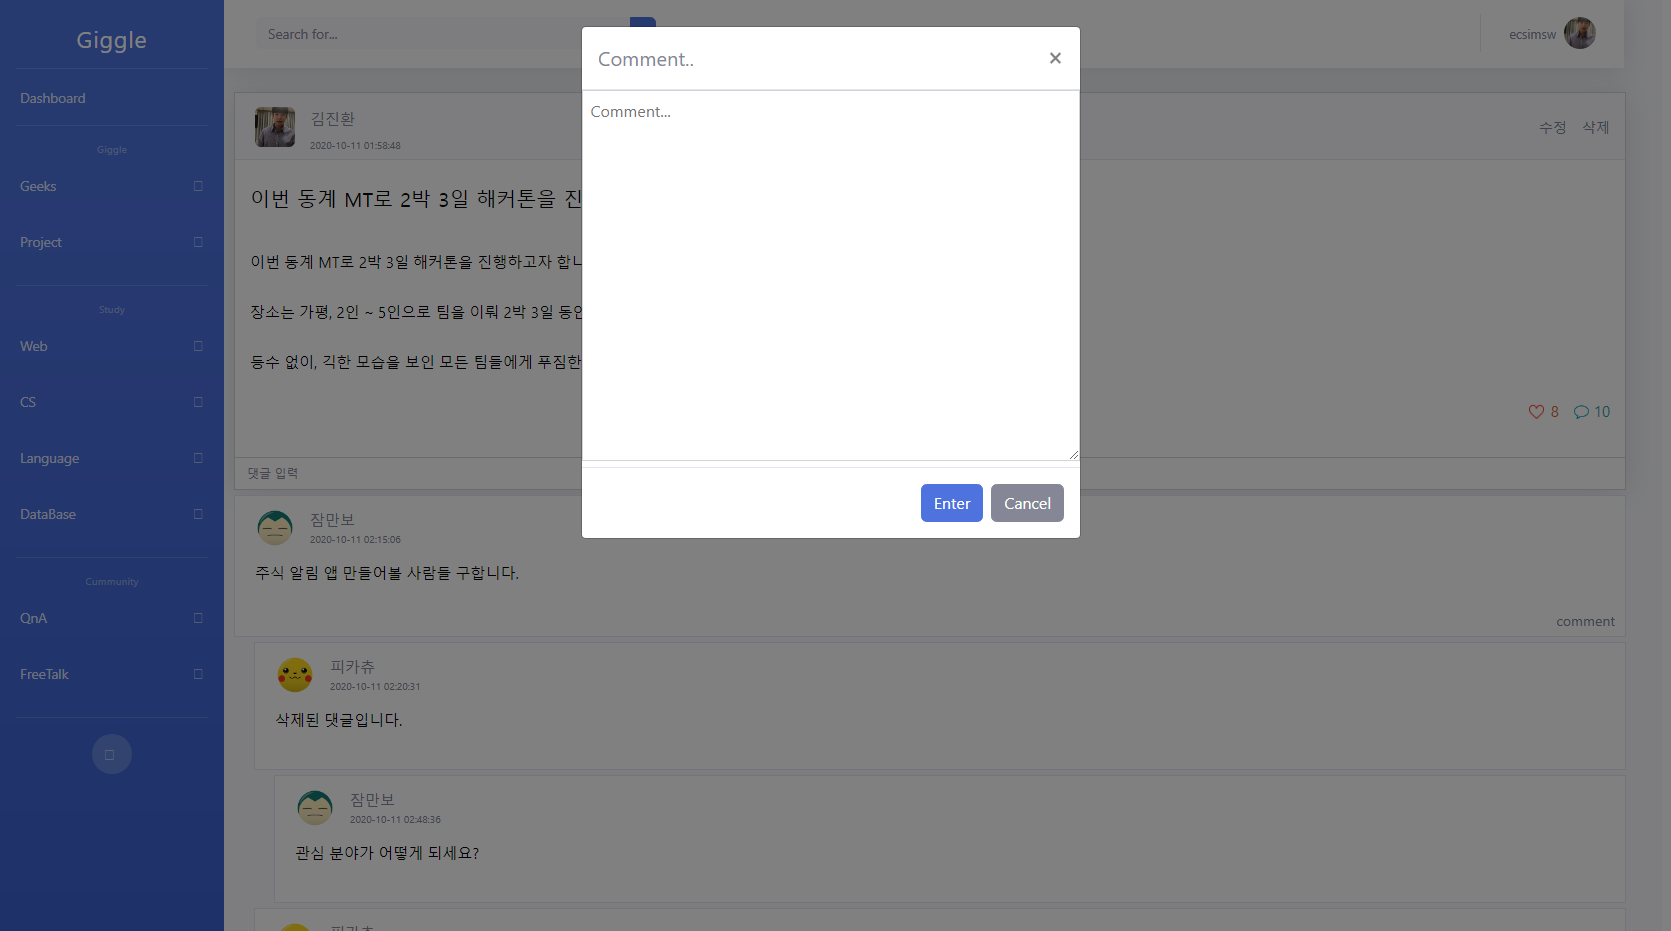 Giggle
Dashboard
Giggle
Geeks
Project
Study
Web
CS
Language
DataBase
Cummunity
QnA
FreeTalk
Search for...
ecsimsw
Comment..
×
Comment...
Enter
Cancel
김진환
2020-10-11 01:58:48
수정 삭제
이번 동계 MT로 2박 3일 해커톤을 진
이번 동계 MT로 2박 3일 해커톤을 진행하고자 합니
장소는 가평, 2인 ~ 5인으로 팀을 이뤄 2박 3일 동안
등수 없이, 긱한 모습을 보인 모든 팀들에게 푸짐한
8 10
댓글 입력
잠만보
2020-10-11 02:15:06
주식 알림 앱 만들어볼 사람들 구합니다.
comment
피카츄
2020-10-11 02:20:31
삭제된 댓글입니다.
잠만보
2020-10-11 02:48:36
관심 분야가 어떻게 되세요?